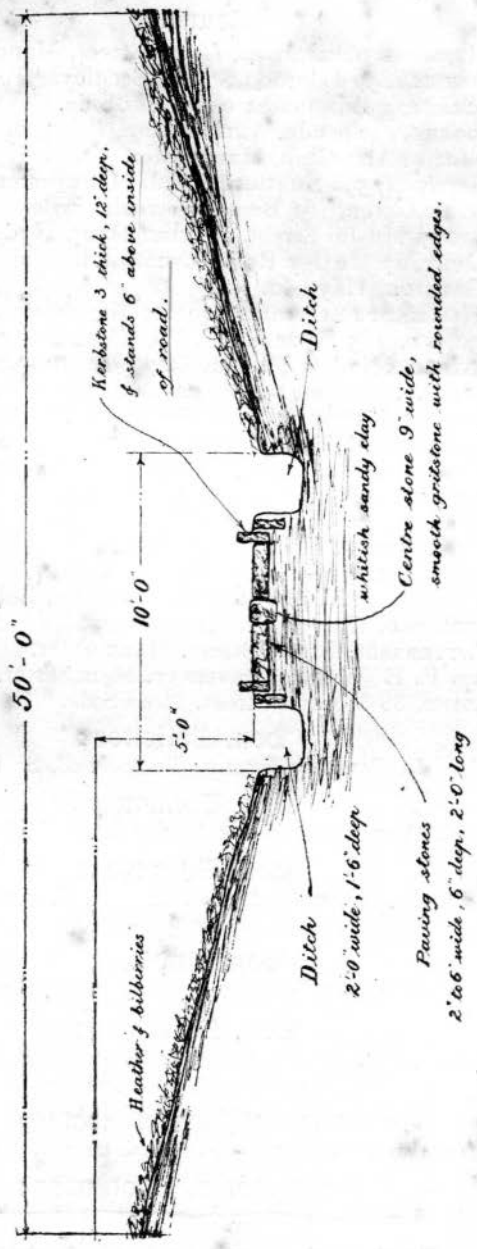 50'-0"
Kerbstone 3" thick, 12" deep,
& stands 6" above inside
of road.
10'-0"
5'-0"
Heather & bilberries
Ditch
Ditch
2'-0" wide, 1'-6" deep
whitish sandy clay
Centre stone 9" wide,
smooth gritstone with rounded edges.
Paving stones
2" to 6" wide, 6" deep, 2'-0" long